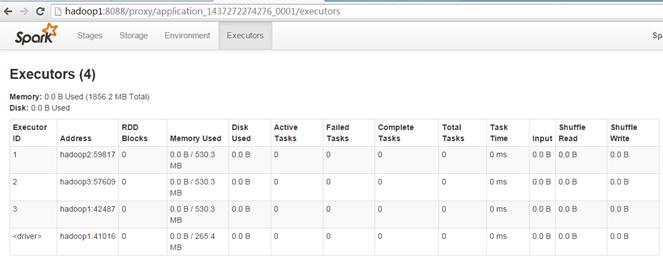 hadoop1:8088/proxy/application_1437272274276_0001/executors
Spark Stages Storage Environment Executors Sp
Executors (4)
Memory: 0.0 B Used (1856.2 MB Total)
Disk: 0.0 B Used
Executor ID Address RDD Blocks Memory Used Disk Used Active Tasks Failed Tasks Complete Tasks Total Tasks Task Time Input Shuffle Read Shuffle Write
1 hadoop2:59817 0 0.0 B / 530.3 MB 0.0 B 0 0 0 0 0 ms 0.0 B 0.0 B 0.0 B
2 hadoop3:57609 0 0.0 B / 530.3 MB 0.0 B 0 0 0 0 0 ms 0.0 B 0.0 B 0.0 B
3 hadoop1:42487 0 0.0 B / 530.3 MB 0.0 B 0 0 0 0 0 ms 0.0 B 0.0 B 0.0 B
<driver> hadoop1:41016 0 0.0 B / 265.4 MB 0.0 B 0 0 0 0 0 ms 0.0 B 0.0 B 0.0 B